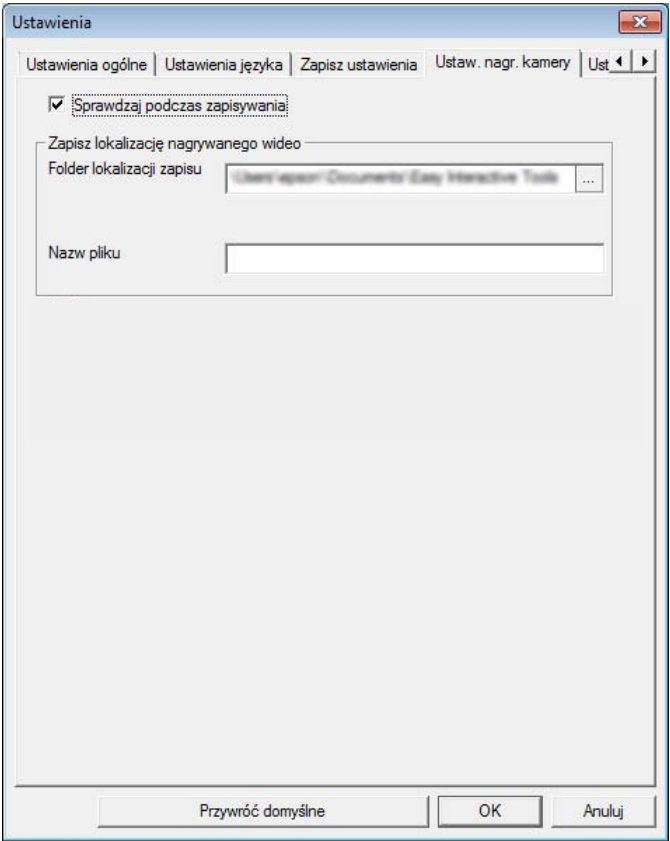 Ustawienia
Ustawienia ogólne Ustawienia języka Zapisz ustawienia Ustaw. nagr. kamery Ust
Sprawdzaj podczas zapisywania
Zapisz lokalizację nagrywanego wideo
Folder lokalizacji zapisu
...
Nazw pliku
Przywróć domyślne OK Anuluj